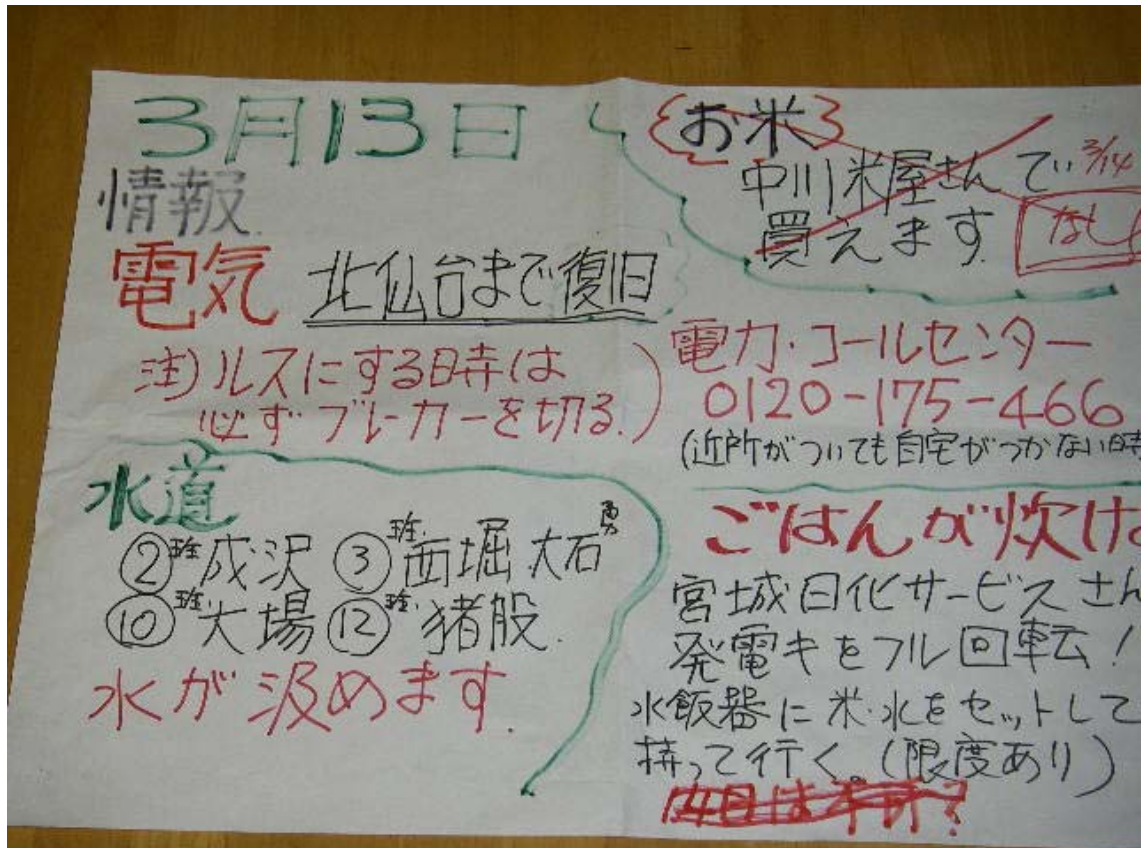 3月13日
情報
電気 北仙台まで復旧
注)ルスにする時は
必ずブレーカーを切る.)
水道
②班成沢 ③班西堀 大石
⑩班大場 ⑫班猪股.
水が汲めます.
お米
中川米屋さん で 3/14
買えます. なし
電力・コールセンター
0120-175-466
(近所がついても自宅がつかない時
ごはんが炊け
宮城日化サービスさん
発電キをフル回転!
水飯器に米・水をセットして
持って行く。(限度あり)
14日は不可?